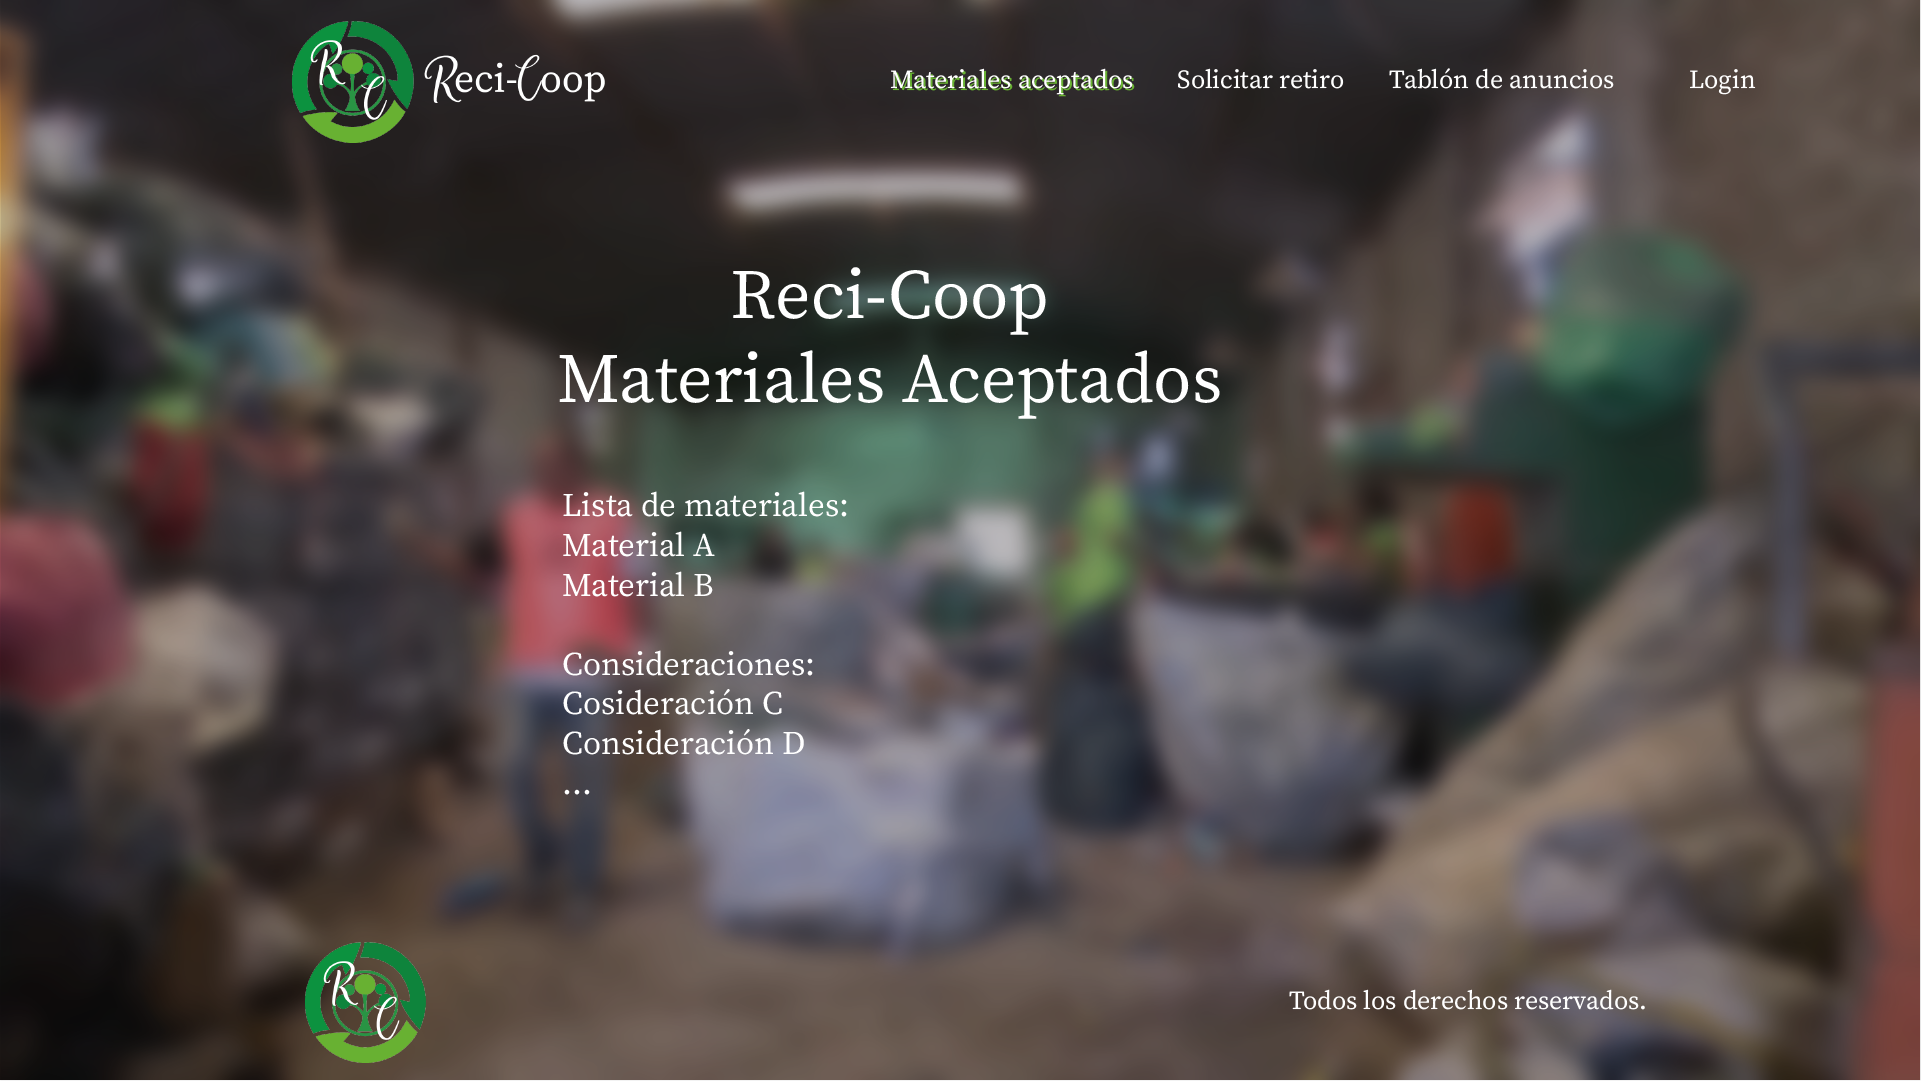 RC
Reci-Coop
Materiales aceptados
Solicitar retiro
Tablón de anuncios
Login
Reci-Coop
Materiales Aceptados
Lista de materiales:
Material A
Material B
Consideraciones:
Cosideración C
Consideración D
...
RC
Todos los derechos reservados.